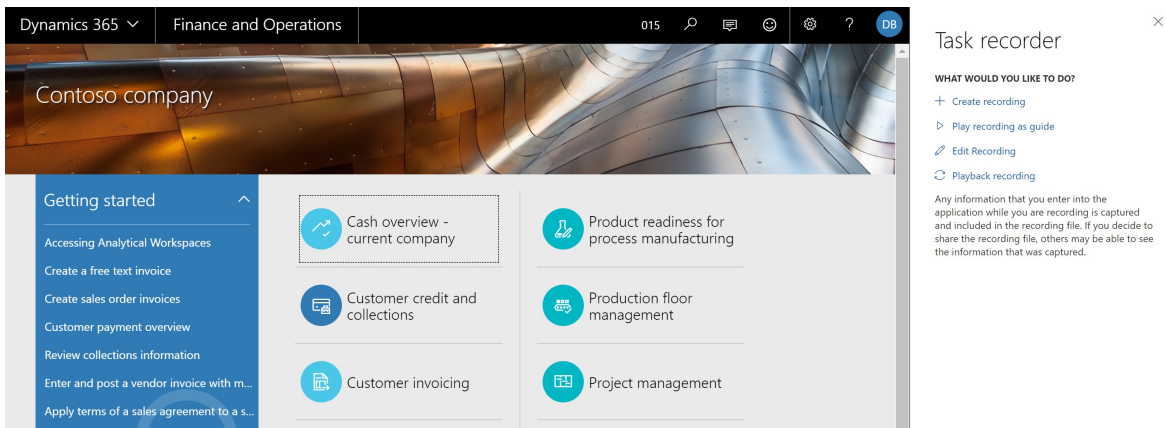 Dynamics 365
Finance and Operations
015
?
DB
Contoso company
Getting started
Accessing Analytical Workspaces
Create a free text invoice
Create sales order invoices
Customer payment overview
Review collections information
Enter and post a vendor invoice with m...
Apply terms of a sales agreement to a s...
Cash overview -
current company
Customer credit and
collections
Customer invoicing
Product readiness for
process manufacturing
Production floor
management
Project management
Task recorder
WHAT WOULD YOU LIKE TO DO?
Create recording
Play recording as guide
Edit Recording
Playback recording
Any information that you enter into the
application while you are recording is captured
and included in the recording file. If you decide to
share the recording file, others may be able to see
the information that was captured.